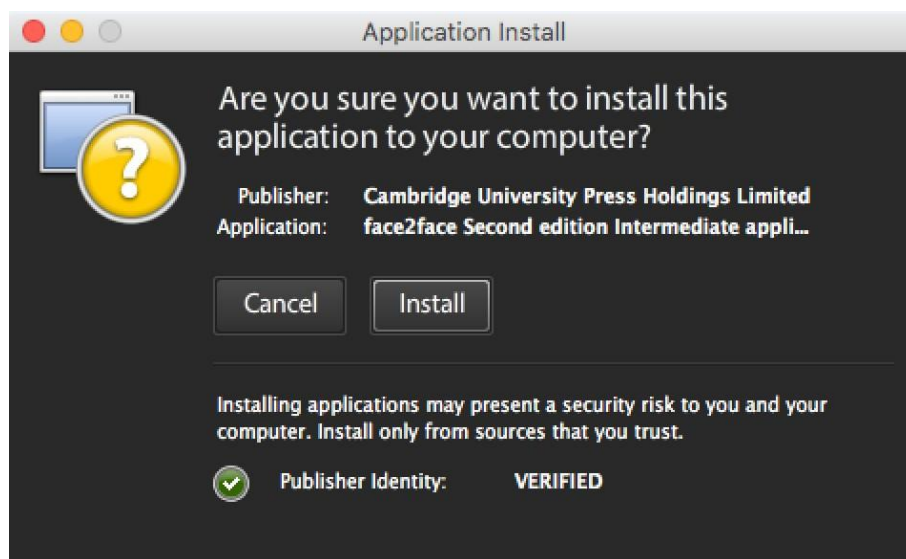 Application Install
Are you sure you want to install this
application to your computer?
Publisher: Cambridge University Press Holdings Limited
Application: face2face Second edition Intermediate appli...
Cancel Install
Installing applications may present a security risk to you and your
computer. Install only from sources that you trust.
Publisher Identity: VERIFIED